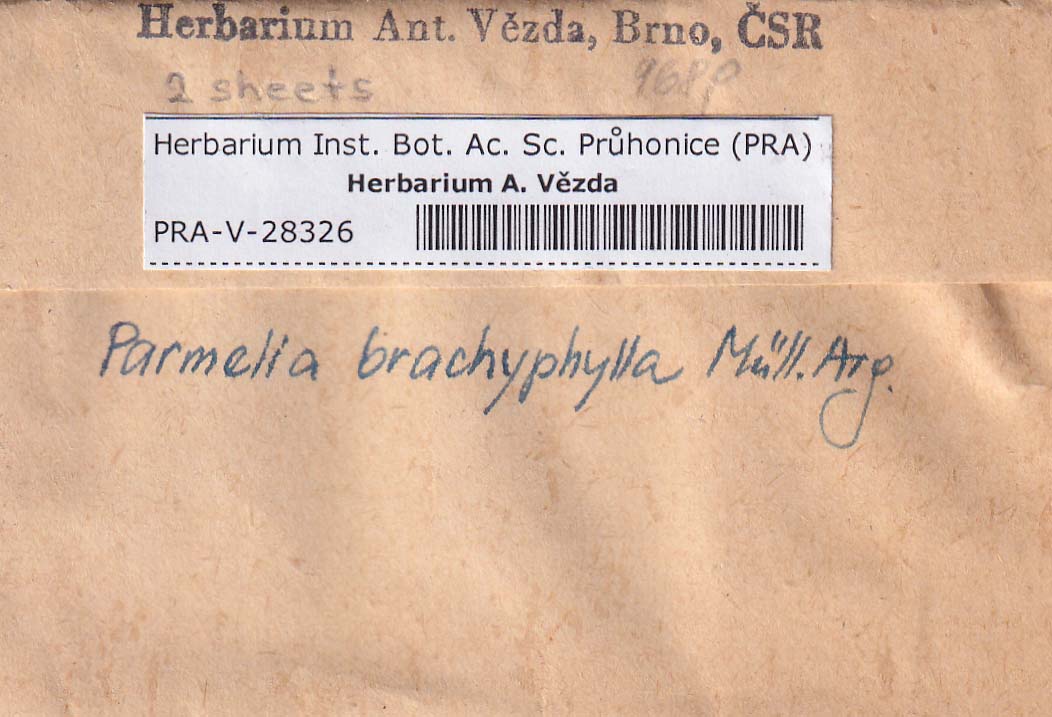 Herbarium Ant. Vězda, Brno, ČSR
2 sheets
Herbarium Inst. Bot. Ac. Sc. Průhonice (PRA)
Herbarium A. Vězda
PRA-V-28326
Parmelia brachyphylla Müll. Arg.